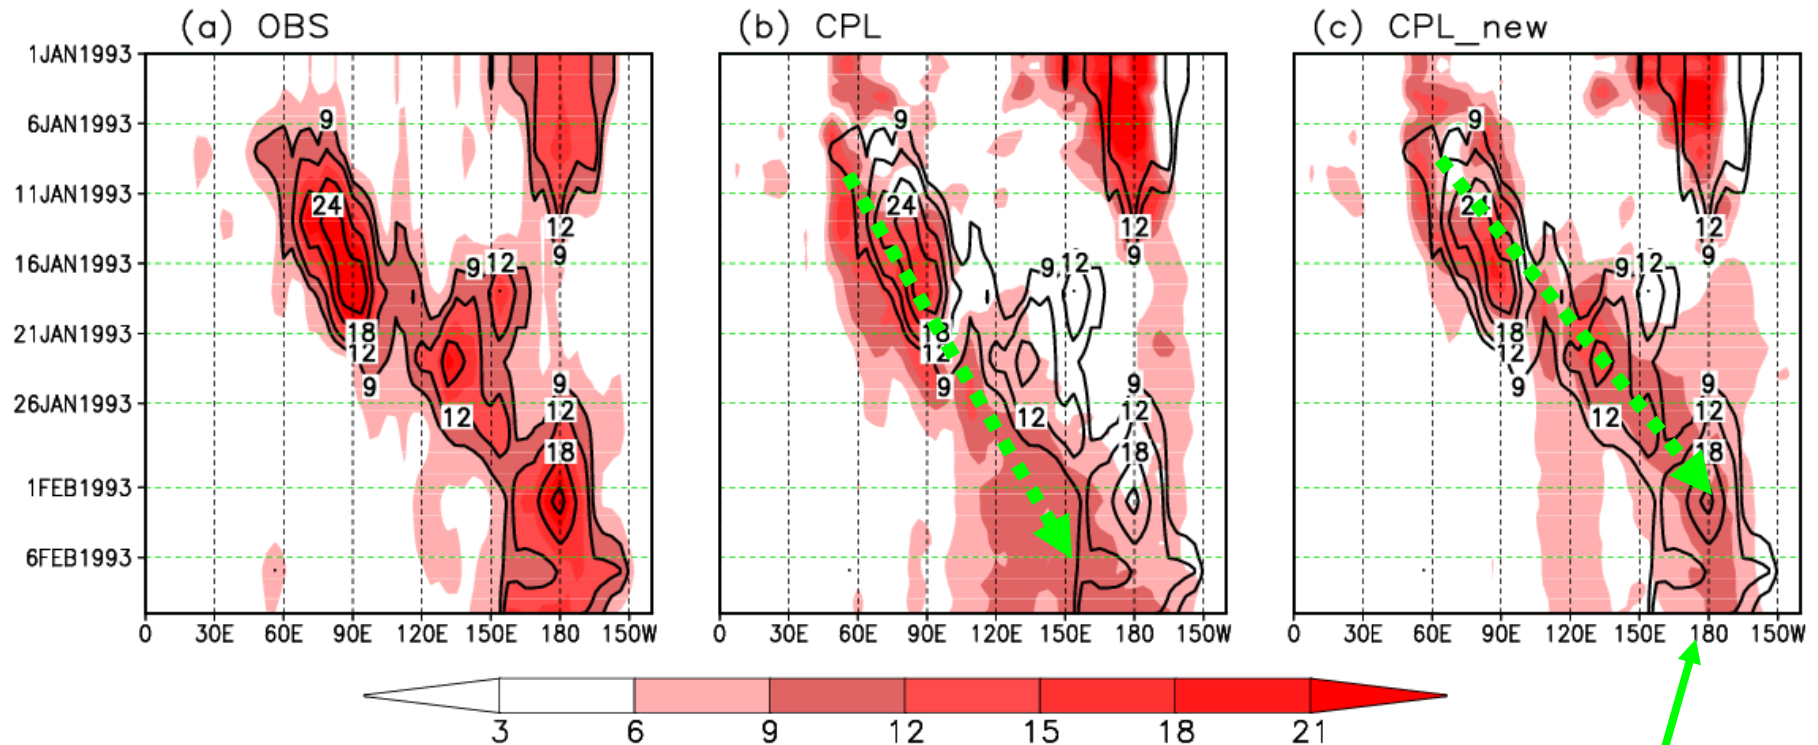 (a) OBS
(b) CPL
(c) CPL_new
1JAN1993
6JAN1993
11JAN1993
16JAN1993
21JAN1993
26JAN1993
1FEB1993
6FEB1993
9
24
12
9
9 12
18
12
9
9
12
12
18
9
24
12
9
9 12
18
12
9
9
12
12
18
9
24
12
9
9 12
18
12
9
9
12
12
18
0 30E 60E 90E 120E 150E 180 150W
0 30E 60E 90E 120E 150E 180 150W
0 30E 60E 90E 120E 150E 180 150W
3 6 9 12 15 18 21